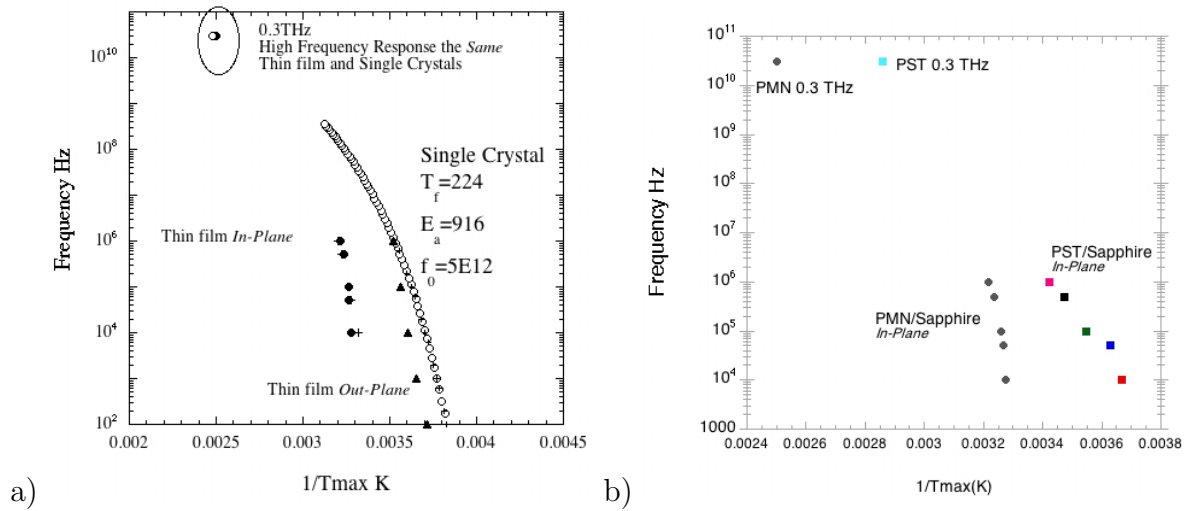 0.3THz
High Frequency Response the Same
Thin film and Single Crystals
10^10
10^8
10^6
10^4
10^2
Frequency Hz
Single Crystal
T_f=224
E_a=916
f_0=5E12
Thin film In-Plane
Thin film Out-Plane
0.002 0.0025 0.003 0.0035 0.004 0.0045
1/Tmax K
a)
10^11
10^10
10^9
10^8
10^7
10^6
10^5
10^4
1000
Frequency Hz
PMN 0.3 THz
PST 0.3 THz
PST/Sapphire
In-Plane
PMN/Sapphire
In-Plane
0.0024 0.0026 0.0028 0.003 0.0032 0.0034 0.0036 0.0038
1/Tmax(K)
b)